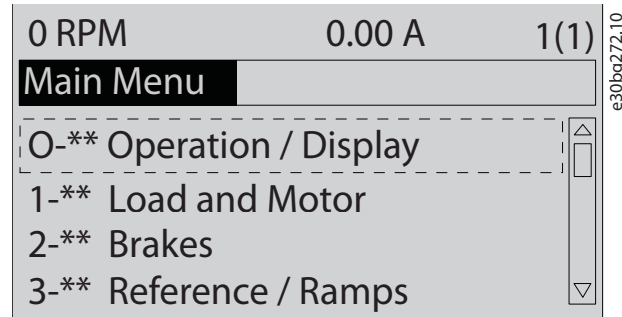 0 RPM 0.00 A 1(1)
Main Menu
O-** Operation / Display
1-** Load and Motor
2-** Brakes
3-** Reference / Ramps
e30bg272.10